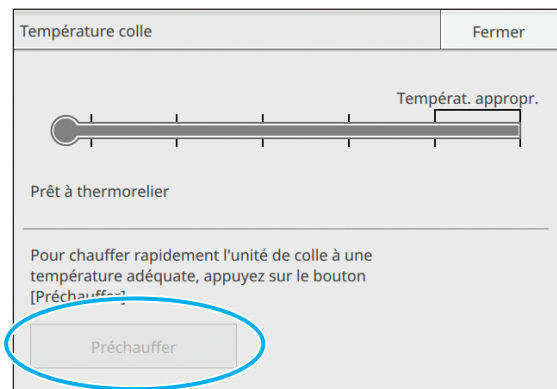 Température colle
Fermer
Températ. appropr.
Prêt à thermorelier
Pour chauffer rapidement l'unité de colle à une
température adéquate, appuyez sur le bouton
[Préchauffer].
Préchauffer